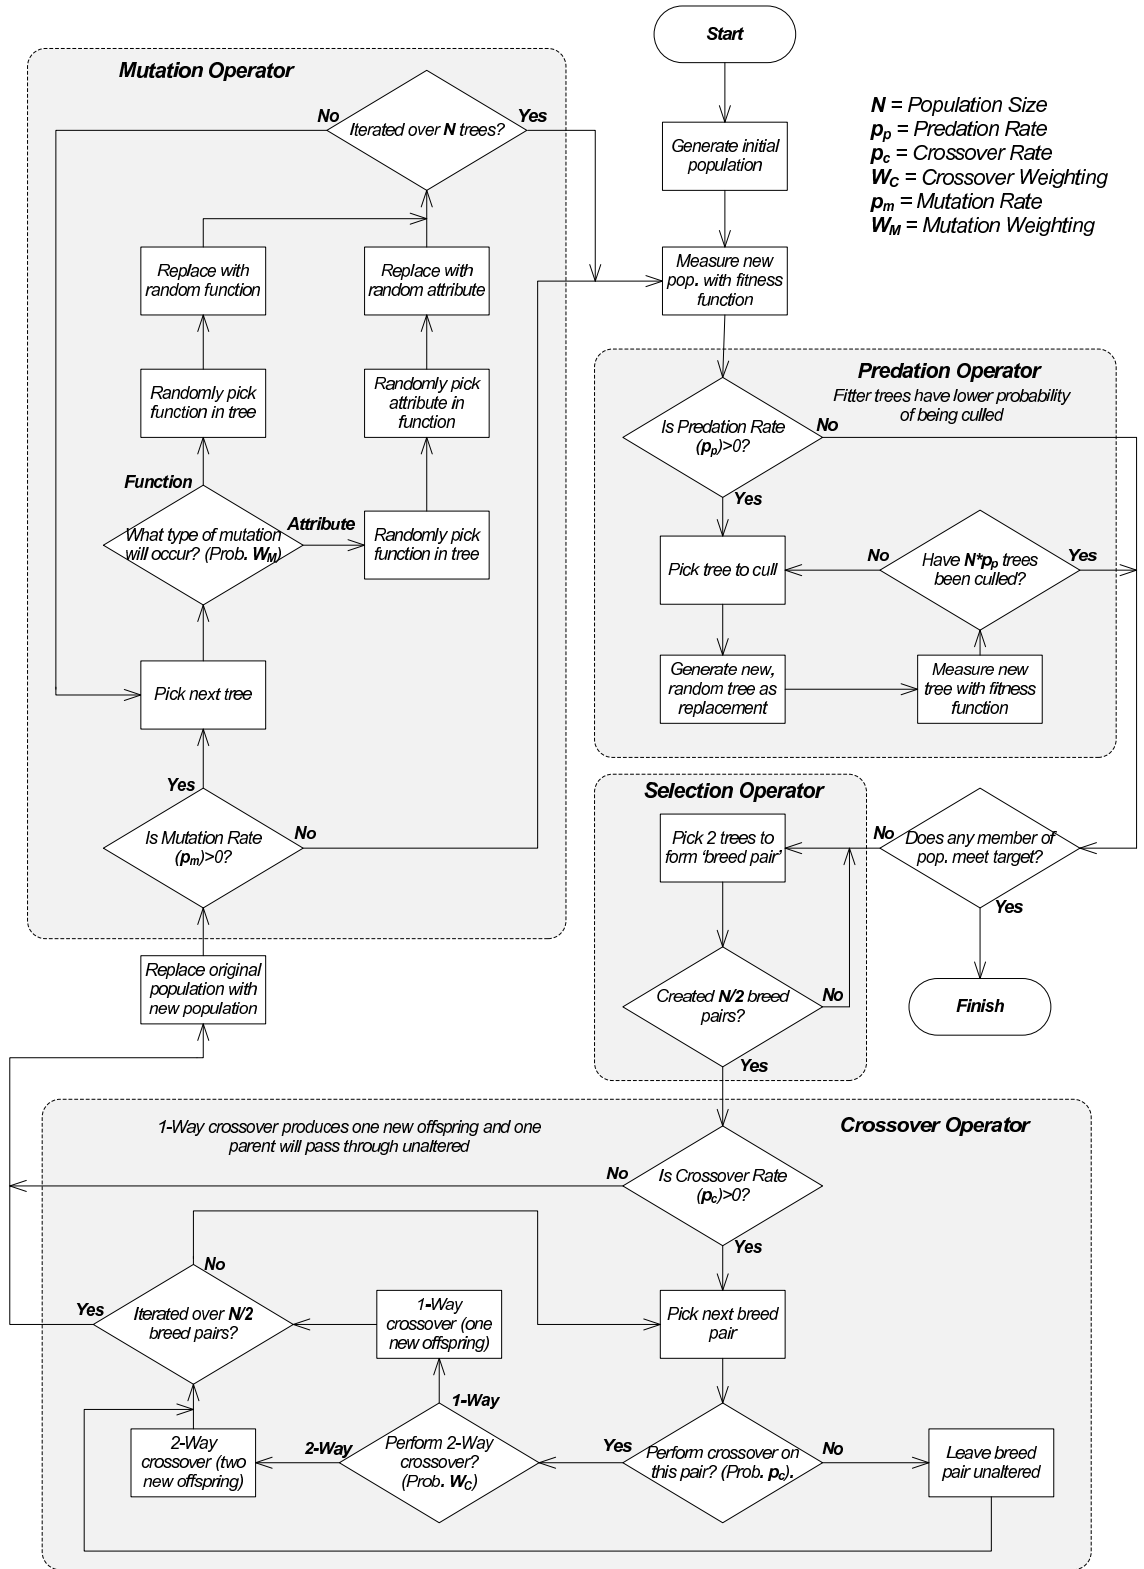 Start
Mutation Operator
No
Iterated over N trees?
Yes
N = Population Size
pp = Predation Rate
pc = Crossover Rate
WC = Crossover Weighting
pm = Mutation Rate
WM = Mutation Weighting
Generate initial
population
Replace with
random function
Replace with
random attribute
Measure new
pop. with fitness
function
Predation Operator
Fitter trees have lower probability
of being culled
Randomly pick
function in tree
Randomly pick
attribute in
function
Is Predation Rate
(pp)>0?
No
Yes
Function
What type of mutation
will occur? (Prob. WM)
Attribute
Randomly pick
function in tree
Pick tree to cull
No
Have N*pp trees
been culled?
Yes
Pick next tree
Generate new,
random tree as
replacement
Measure new
tree with fitness
function
Yes
Is Mutation Rate
(pm)>0?
No
Selection Operator
Pick 2 trees to
form ‘breed pair’
No
Does any member of
pop. meet target?
Yes
Replace original
population with
new population
Created N/2 breed
pairs?
No
Yes
Finish
1-Way crossover produces one new offspring and one
parent will pass through unaltered
Crossover Operator
No
Is Crossover Rate
(pc)>0?
Yes
No
Yes
Iterated over N/2
breed pairs?
1-Way
crossover (one
new offspring)
Pick next breed
pair
1-Way
2-Way
crossover (two
new offspring)
2-Way
Perform 2-Way
crossover?
(Prob. WC)
Yes
Perform crossover on
this pair? (Prob. pc).
No
Leave breed
pair unaltered